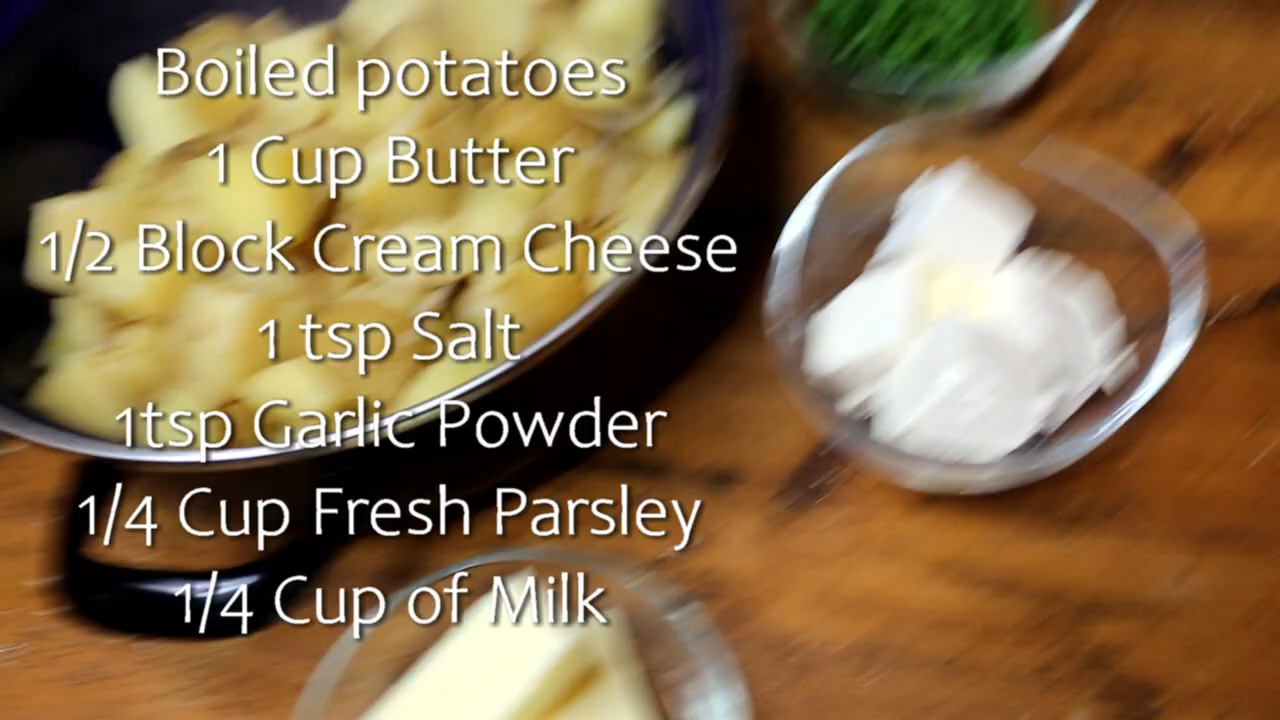 Boiled potatoes
1 Cup Butter
1/2 Block Cream Cheese
1 tsp Salt
1tsp Garlic Powder
1/4 Cup Fresh Parsley
1/4 Cup of Milk